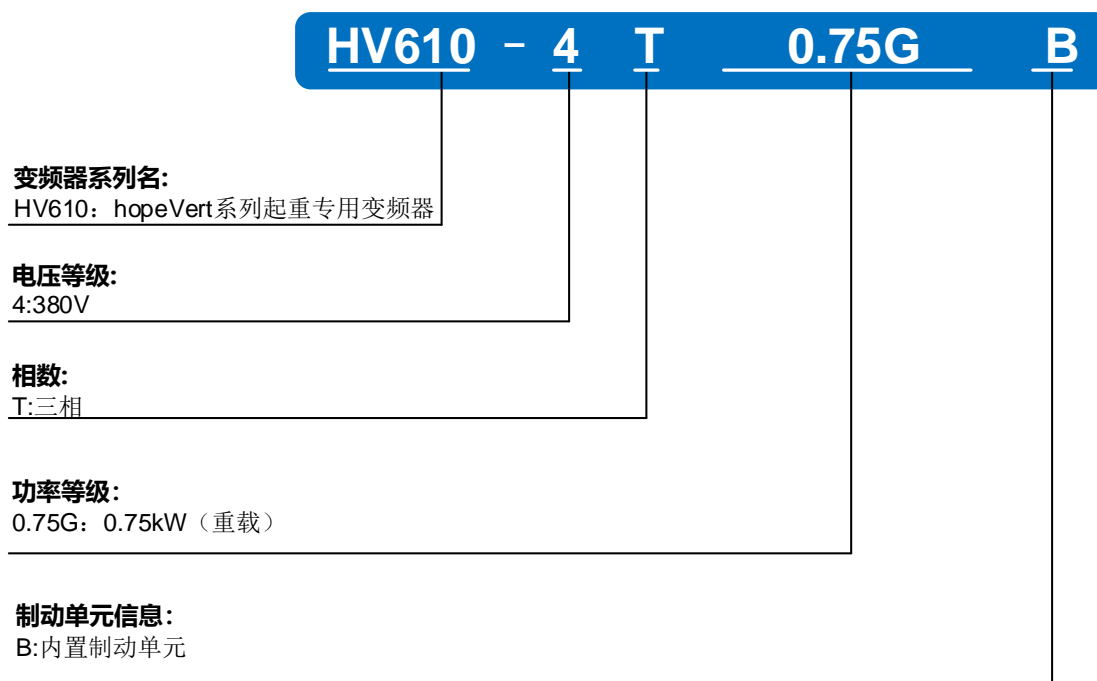 HV610 - 4 T 0.75G B
变频器系列名:
HV610：hopeVert系列起重专用变频器
电压等级:
4:380V
相数:
T:三相
功率等级：
0.75G：0.75kW（重载）
制动单元信息：
B:内置制动单元